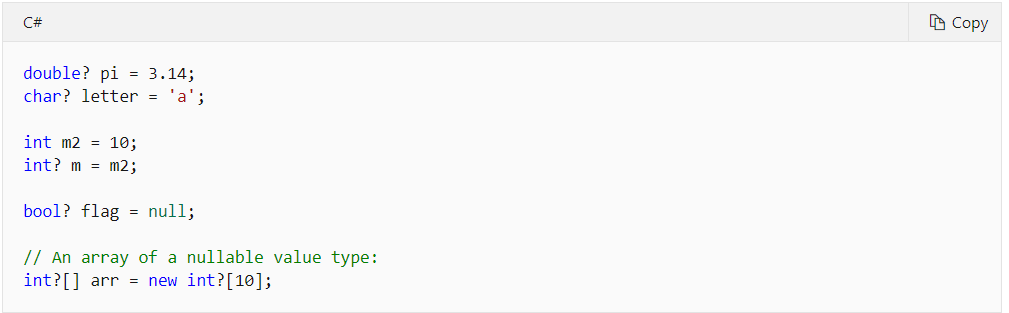 C#
Copy
double? pi = 3.14;
char? letter = 'a';
int m2 = 10;
int? m = m2;
bool? flag = null;
// An array of a nullable value type:
int?[] arr = new int?[10];